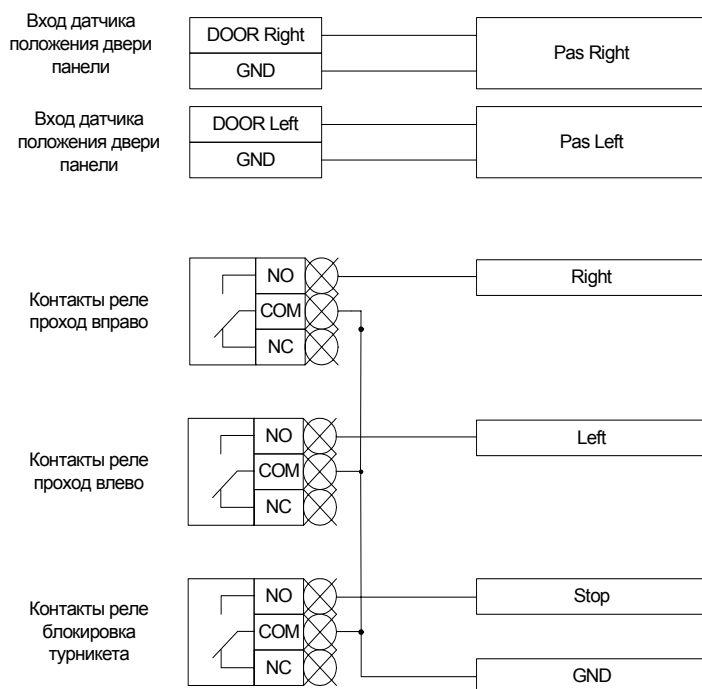 Вход датчика
положения двери
панели
DOOR Right
GND
Pas Right
Вход датчика
положения двери
панели
DOOR Left
GND
Pas Left
Контакты реле
проход вправо
NO
COM
NC
Right
Контакты реле
проход влево
NO
COM
NC
Left
Контакты реле
блокировка
турникета
NO
COM
NC
Stop
GND